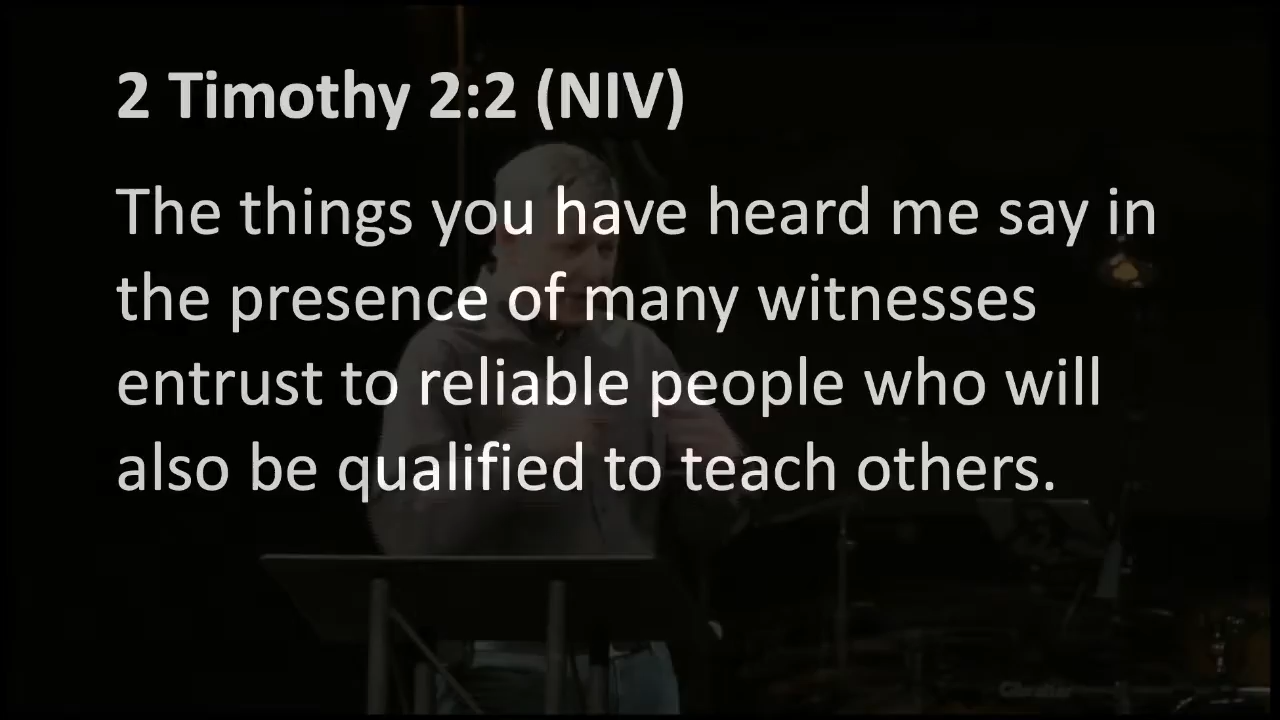 2 Timothy 2:2 (NIV)
The things you have heard me say in
the presence of many witnesses
entrust to reliable people who will
also be qualified to teach others.
Gibraltar